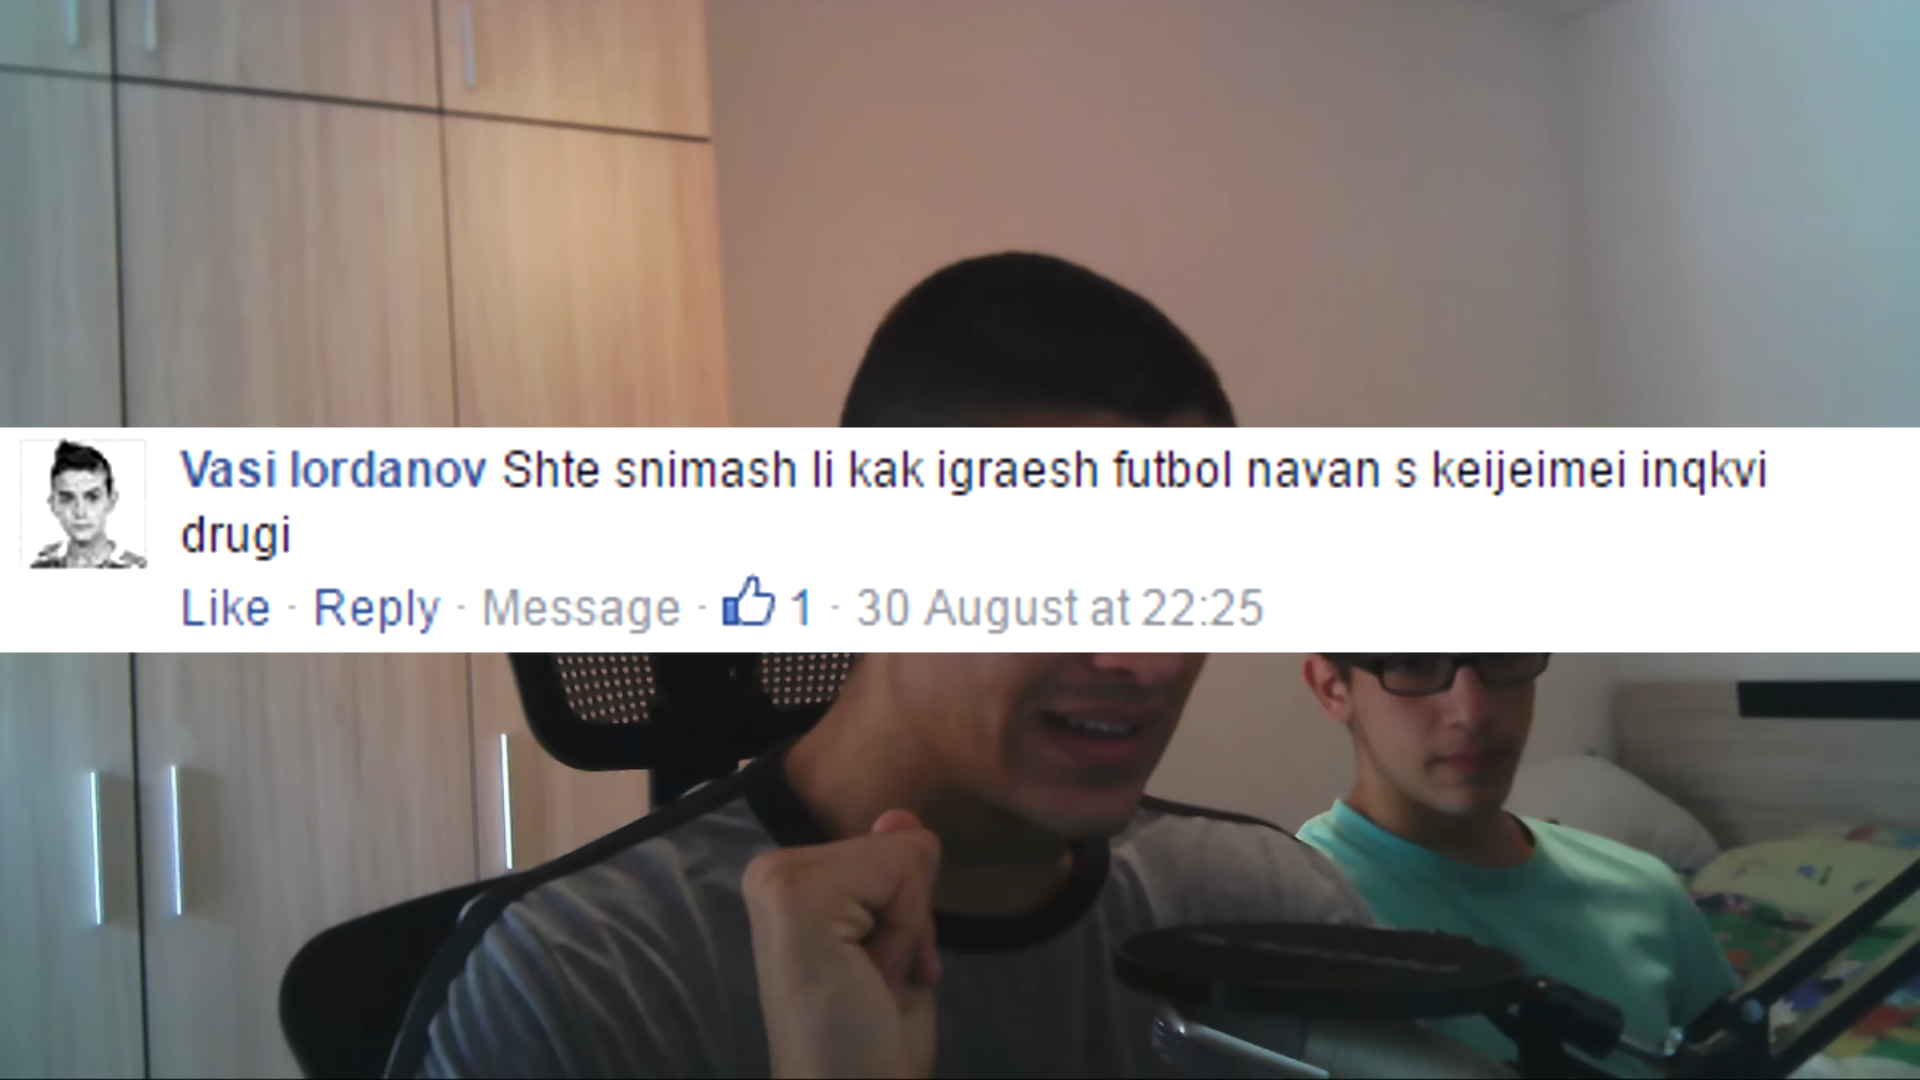 Vasi Iordanov Shte snimash li kak igraesh futbol navan s keijeimei inqkvi
drugi
Like · Reply · Message · 1 · 30 August at 22:25